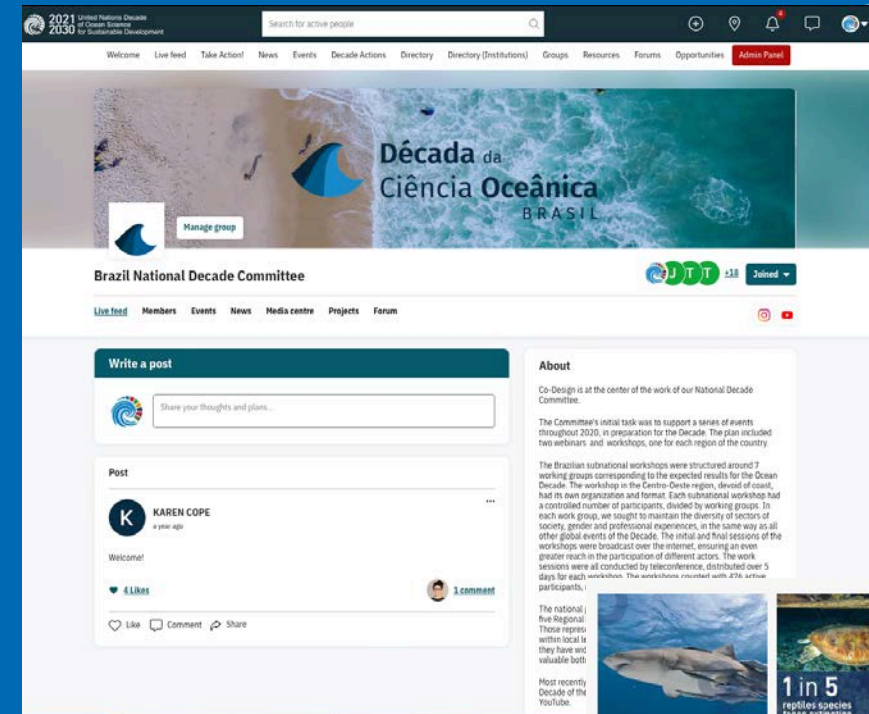 2021 United Nations Decade
2030 of Ocean Science
for Sustainable Development
Search for active people
4
Welcome Live feed Take Action! News Events Decade Actions Directory Directory (Institutions) Groups Resources Forums Opportunities Admin Panel
Década da
Ciência Oceânica
BRASIL
Manage group
Brazil National Decade Committee
J T T +18 Joined
Live feed Members Events News Media centre Projects Forum
Write a post
Share your thoughts and plans...
Post
K
KAREN COPE
a year ago
Welcome!
4 Likes
1 comment
Like Comment Share
About
Co-Design is at the center of the work of our National Decade
Committee.
The Committee's initial task was to support a series of events
throughout 2020, in preparation for the Decade. The plan included
two webinars and workshops, one for each region of the country.
The Brazilian subnational workshops were structured around 7
working groups corresponding to the expected results for the Ocean
Decade. The workshop in the Centro-Oeste region, devoid of coast,
had its own organization and format. Each subnational workshop had
a controlled number of participants, divided by working groups. In
each work group, we sought to maintain the diversity of sectors of
society, gender and professional experiences, in the same way as all
other global events of the Decade. The initial and final sessions of the
workshops were broadcast over the internet, ensuring an even
greater reach in the participation of different actors. The work
sessions were all conducted by teleconference, distributed over 5
days for each workshop. The workshops counted with 476 active
participants,
The national
five Regional
Those
within local
they have
valuable
Most recently
Decade of the
YouTube.
1 in 5
reptiles species